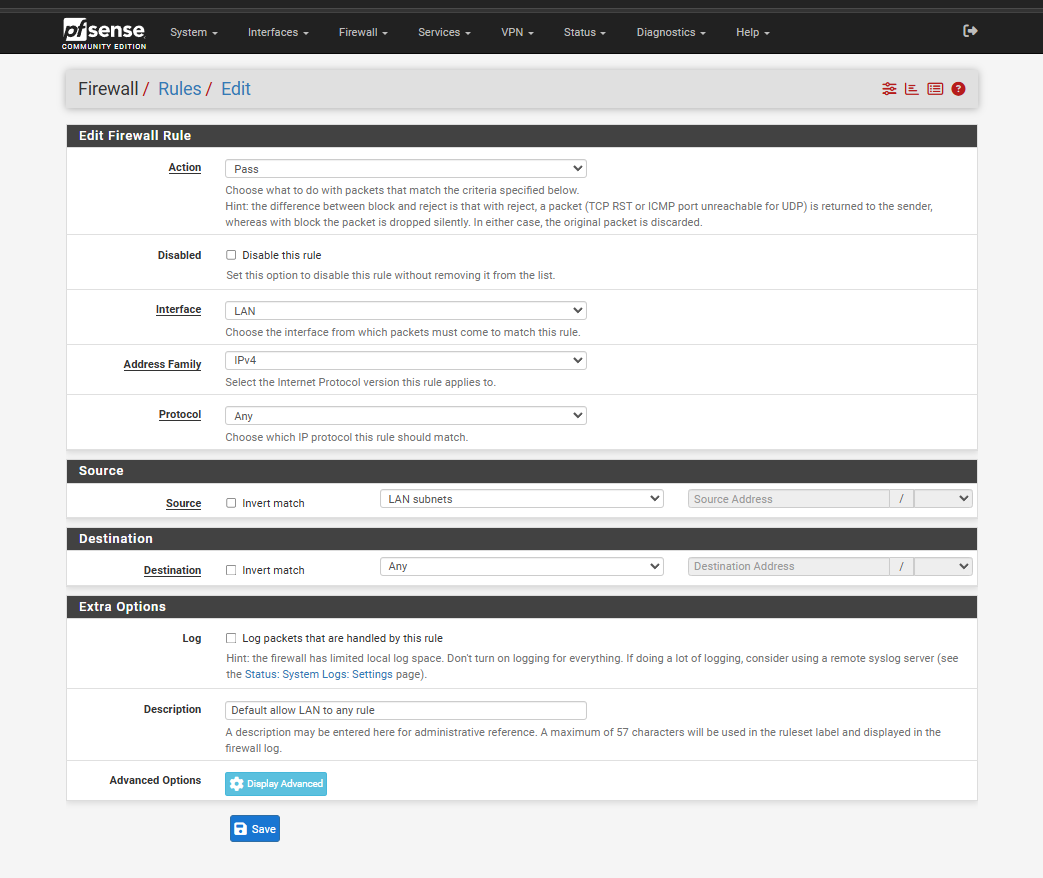 pfsense
COMMUNITY EDITION
System Interfaces Firewall Services VPN Status Diagnostics Help
Firewall / Rules / Edit
?
Edit Firewall Rule
Action Pass
Choose what to do with packets that match the criteria specified below.
Hint: the difference between block and reject is that with reject, a packet (TCP RST or ICMP port unreachable for UDP) is returned to the sender,
whereas with block the packet is dropped silently. In either case, the original packet is discarded.
Disabled Disable this rule
Set this option to disable this rule without removing it from the list.
Interface LAN
Choose the interface from which packets must come to match this rule.
Address Family IPv4
Select the Internet Protocol version this rule applies to.
Protocol Any
Choose which IP protocol this rule should match.
Source
Source Invert match LAN subnets Source Address /
Destination
Destination Invert match Any Destination Address /
Extra Options
Log Log packets that are handled by this rule
Hint: the firewall has limited local log space. Don't turn on logging for everything. If doing a lot of logging, consider using a remote syslog server (see
the Status: System Logs: Settings page).
Description Default allow LAN to any rule
A description may be entered here for administrative reference. A maximum of 57 characters will be used in the ruleset label and displayed in the
firewall log.
Advanced Options Display Advanced
Save